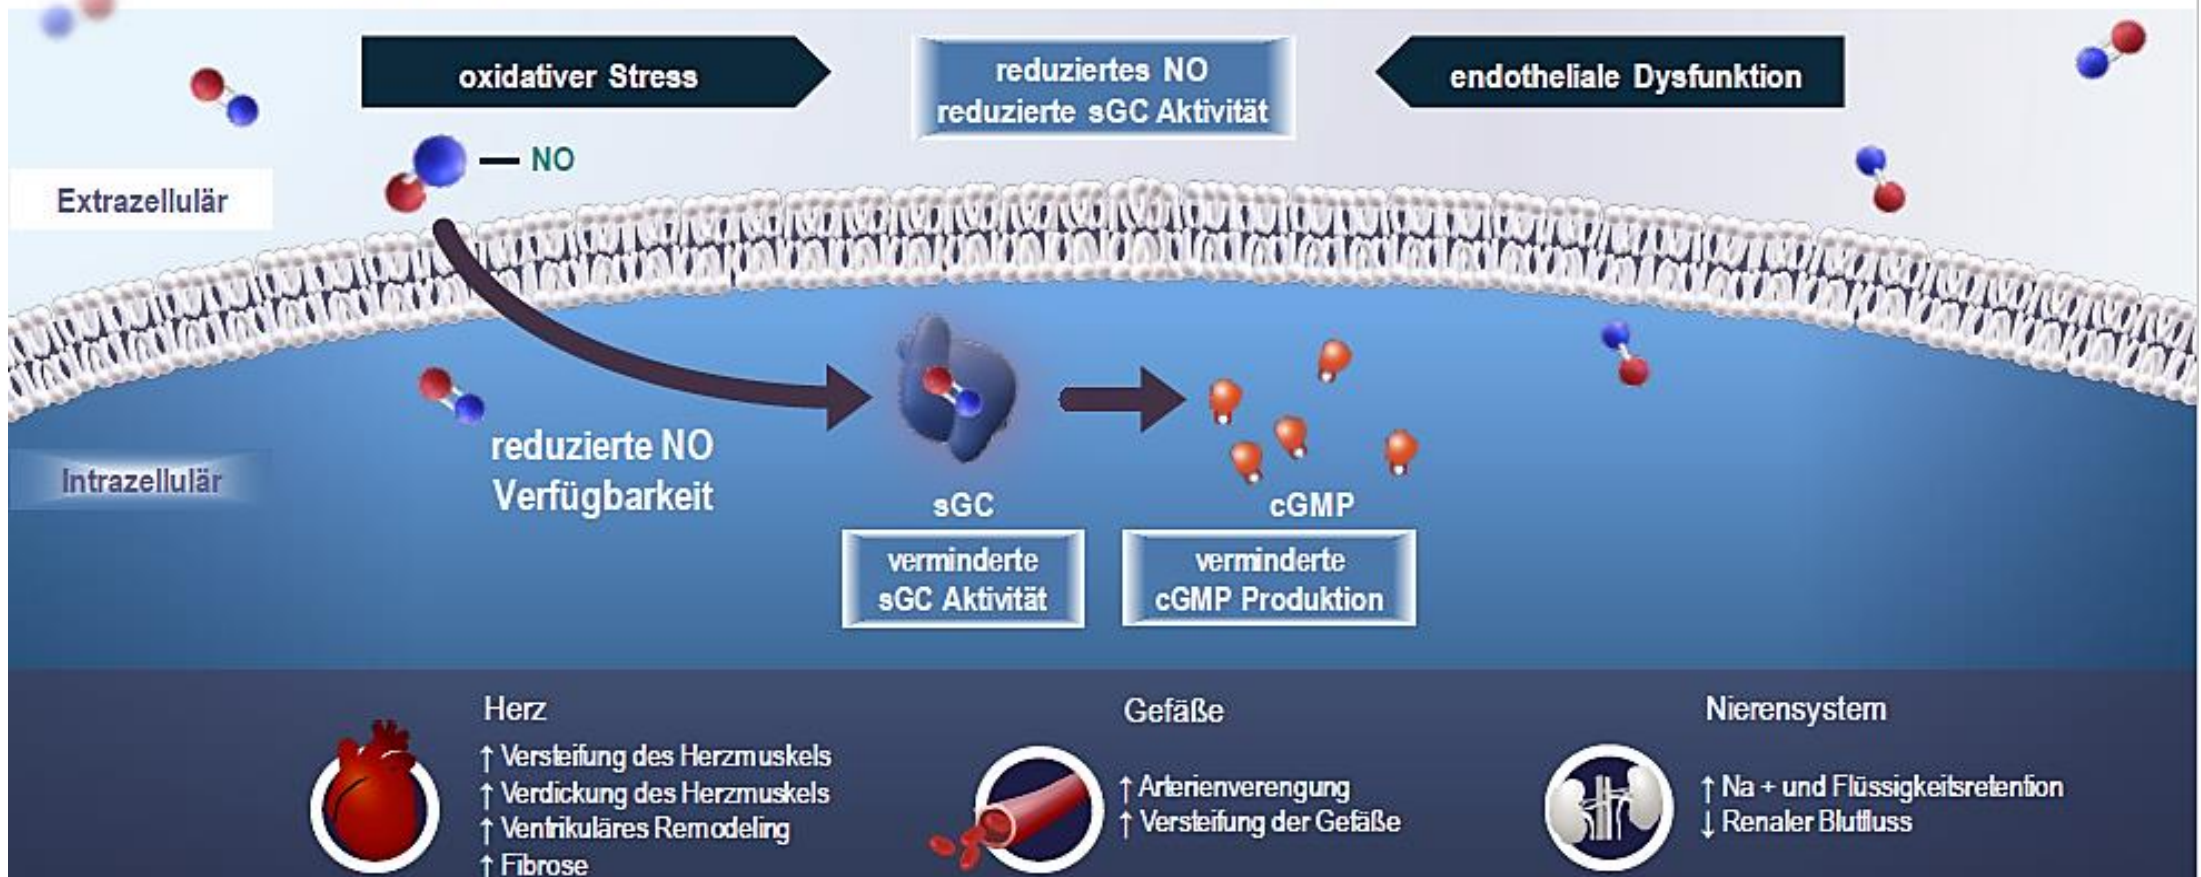 oxidativer Stress
reduziertes NO
reduzierte sGC Aktivität
endotheliale Dysfunktion
NO
Extrazellulär
reduzierte NO
Verfügbarkeit
Intrazellulär
sGC
cGMP
verminderte
sGC Aktivität
verminderte
cGMP Produktion
Herz
↑ Versteifung des Herzmuskels
↑ Verdickung des Herzmuskels
↑ Ventrikuläres Remodeling
↑ Fibrose
Gefäße
↑ Arterienverengung
↑ Versteifung der Gefäße
Nierensystem
↑ Na + und Flüssigkeitsretention
↓ Renaler Blutfluss